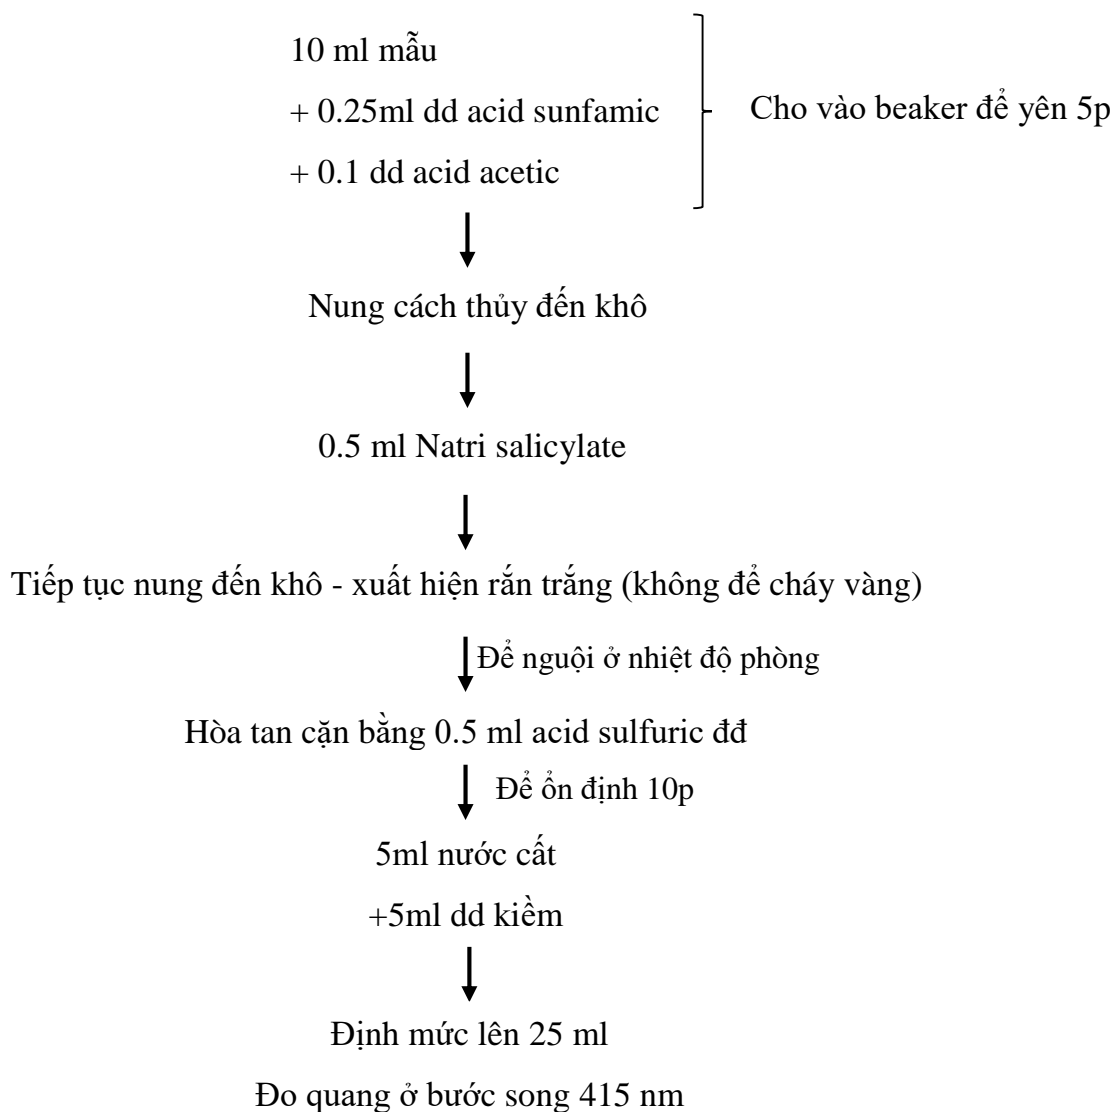 10 ml mẫu
+ 0.25ml dd acid sunfamic
+ 0.1 dd acid acetic
Cho vào beaker để yên 5p
Nung cách thủy đến khô
0.5 ml Natri salicylate
Tiếp tục nung đến khô - xuất hiện rắn trắng (không để cháy vàng)
Để nguội ở nhiệt độ phòng
Hòa tan cặn bằng 0.5 ml acid sulfuric đđ
Để ổn định 10p
5ml nước cất
+5ml dd kiềm
Định mức lên 25 ml
Đo quang ở bước song 415 nm